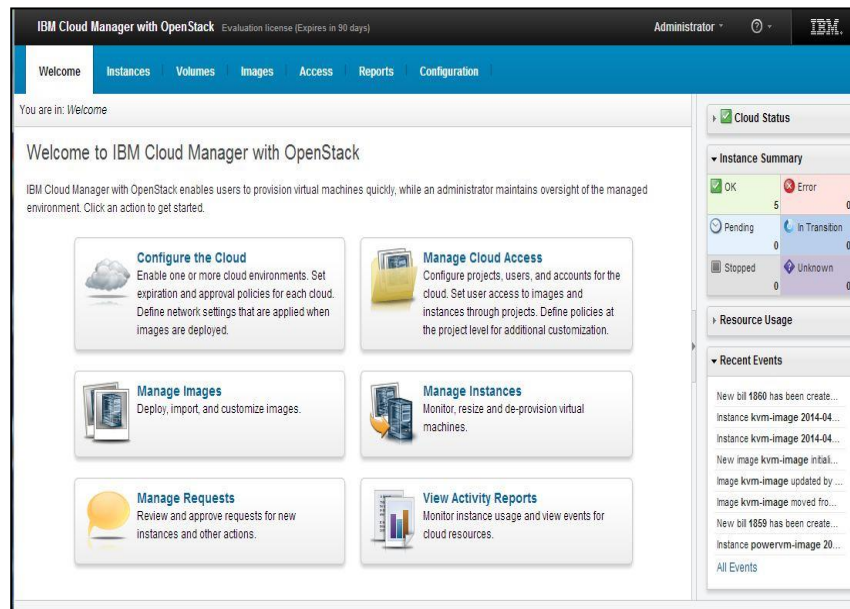 IBM Cloud Manager with OpenStack Evaluation license (Expires in 90 days)
Administrator
IBM.
Welcome
Instances
Volumes
Images
Access
Reports
Configuration
You are in: Welcome
Welcome to IBM Cloud Manager with OpenStack
IBM Cloud Manager with OpenStack enables users to provision virtual machines quickly, while an administrator maintains oversight of the managed
environment. Click an action to get started.
Configure the Cloud
Enable one or more cloud environments. Set
expiration and approval policies for each cloud.
Define network settings that are applied when
images are deployed.
Manage Cloud Access
Configure projects, users, and accounts for the
cloud. Set user access to images and
instances through projects. Define policies at
the project level for additional customization.
Manage Images
Deploy, import, and customize images.
Manage Instances
Monitor, resize and de-provision virtual
machines.
Manage Requests
Review and approve requests for new
instances and other actions.
View Activity Reports
Monitor instance usage and view events for
cloud resources.
Cloud Status
Instance Summary
OK
5
Error
0
Pending
0
In Transition
0
Stopped
0
Unknown
0
Resource Usage
Recent Events
New bill 1860 has been create...
Instance kvm-image 2014-04...
Instance kvm-image 2014-04...
New image kvm-image initiali...
Image kvm-image updated by ...
Image kvm-image moved fro...
New bill 1859 has been create...
Instance powervm-image 20...
All Events